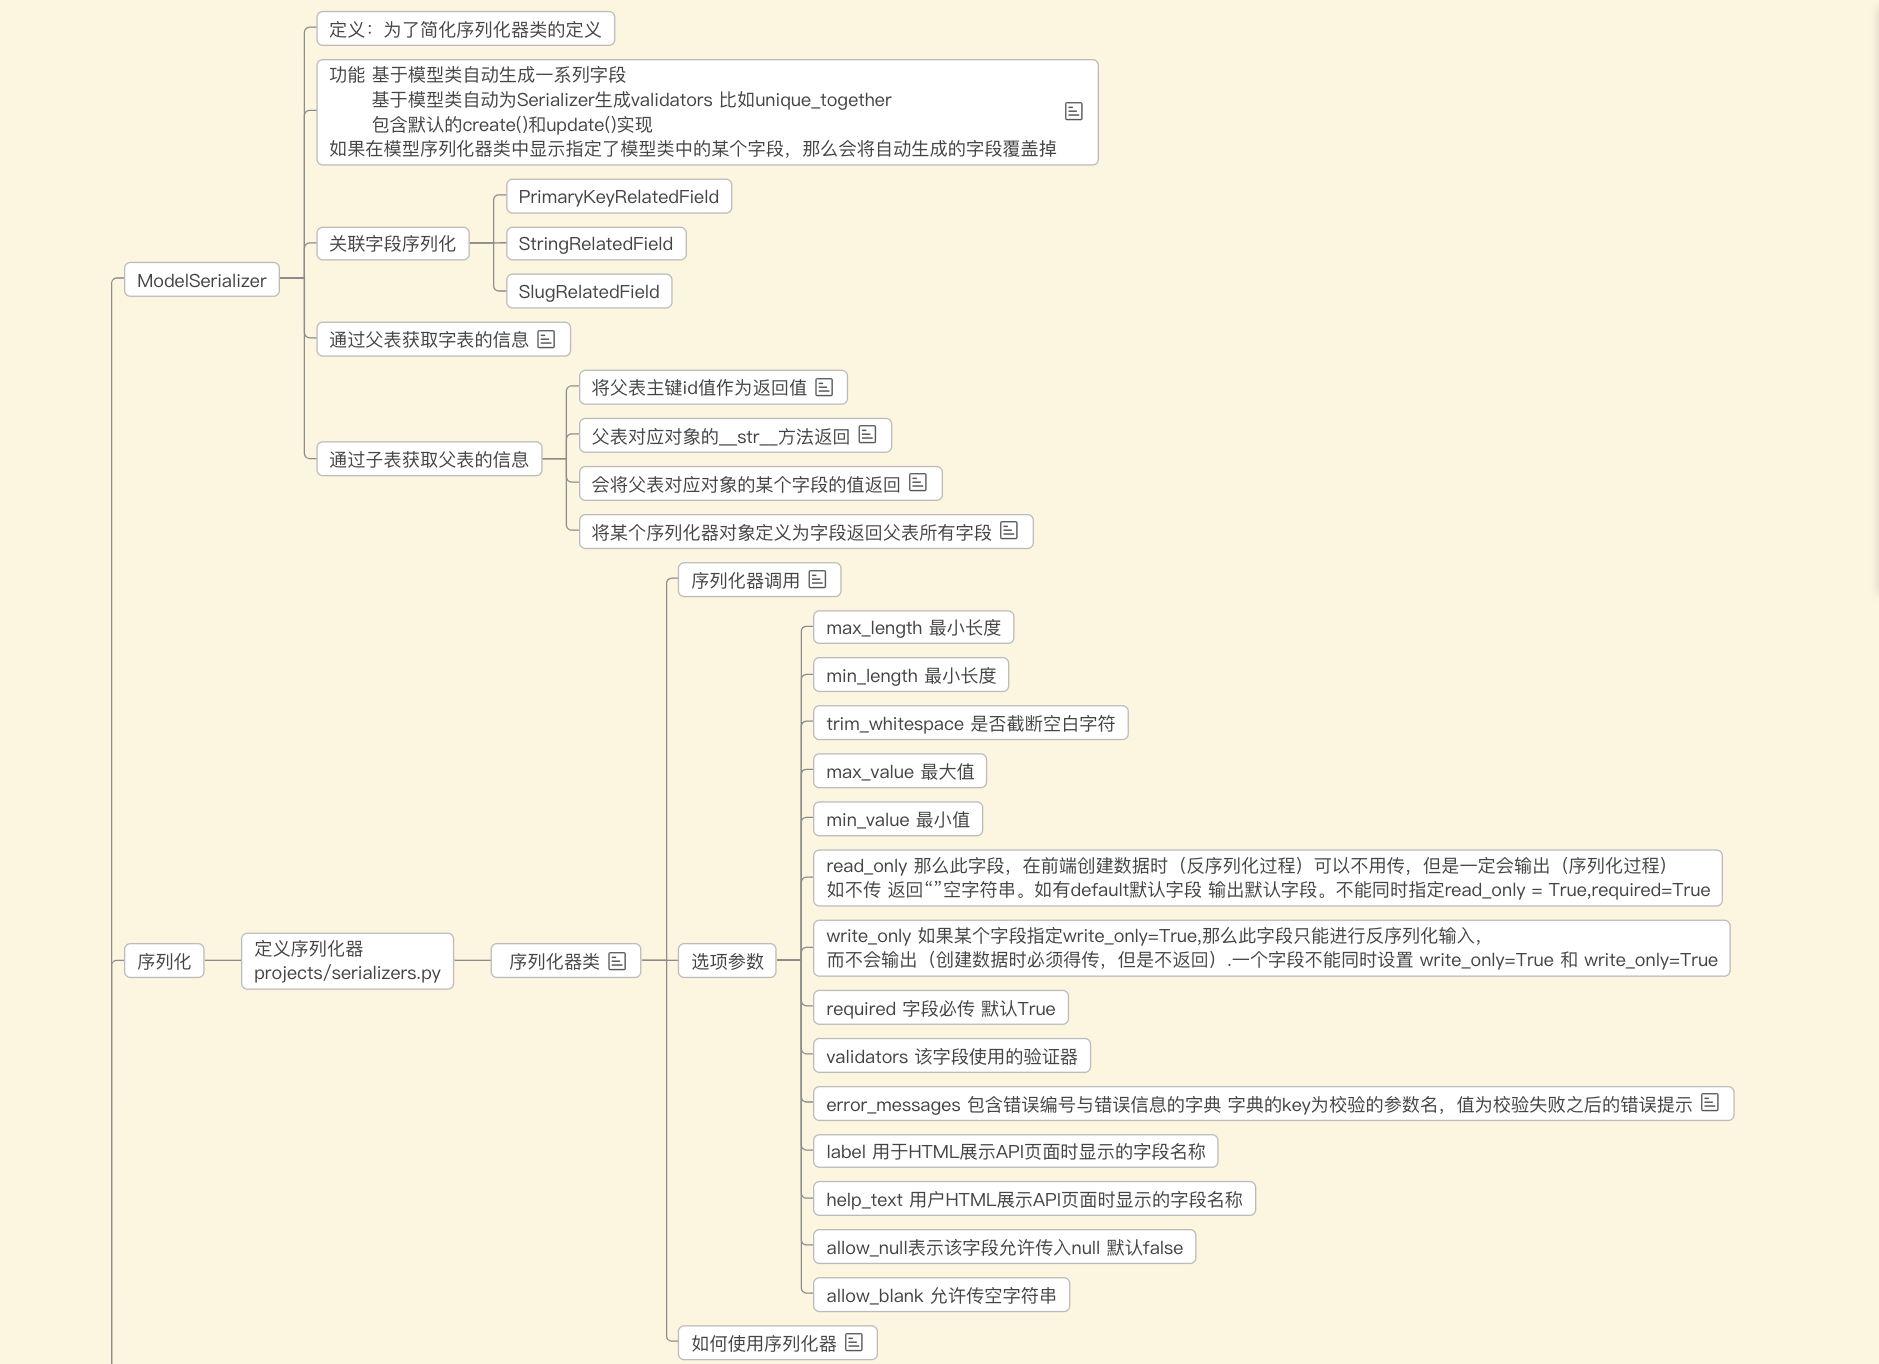 定义：为了简化序列化器类的定义
功能 基于模型类自动生成一系列字段
基于模型类自动为Serializer生成validators 比如unique_together
包含默认的create()和update()实现
如果在模型序列化器类中显示指定了模型类中的某个字段，那么会将自动生成的字段覆盖掉
PrimaryKeyRelatedField
关联字段序列化
StringRelatedField
SlugRelatedField
ModelSerializer
通过父表获取字表的信息
将父表主键id值作为返回值
父表对应对象的__str__方法返回
通过子表获取父表的信息
会将父表对应对象的某个字段的值返回
将某个序列化器对象定义为字段返回父表所有字段
序列化器调用
max_length 最小长度
min_length 最小长度
trim_whitespace 是否截断空白字符
max_value 最大值
min_value 最小值
read_only 那么此字段，在前端创建数据时（反序列化过程）可以不用传，但是一定会输出（序列化过程）
如不传 返回“”空字符串。如有default默认字段 输出默认字段。不能同时指定read_only = True,required=True
序列化
定义序列化器
projects/serializers.py
序列化器类
选项参数
write_only 如果某个字段指定write_only=True,那么此字段只能进行反序列化输入，
而不会输出（创建数据时必须得传，但是不返回）.一个字段不能同时设置 write_only=True 和 write_only=True
required 字段必传 默认True
validators 该字段使用的验证器
error_messages 包含错误编号与错误信息的字典 字典的key为校验的参数名，值为校验失败之后的错误提示
label 用于HTML展示API页面时显示的字段名称
help_text 用户HTML展示API页面时显示的字段名称
allow_null表示该字段允许传入null 默认false
allow_blank 允许传空字符串
如何使用序列化器